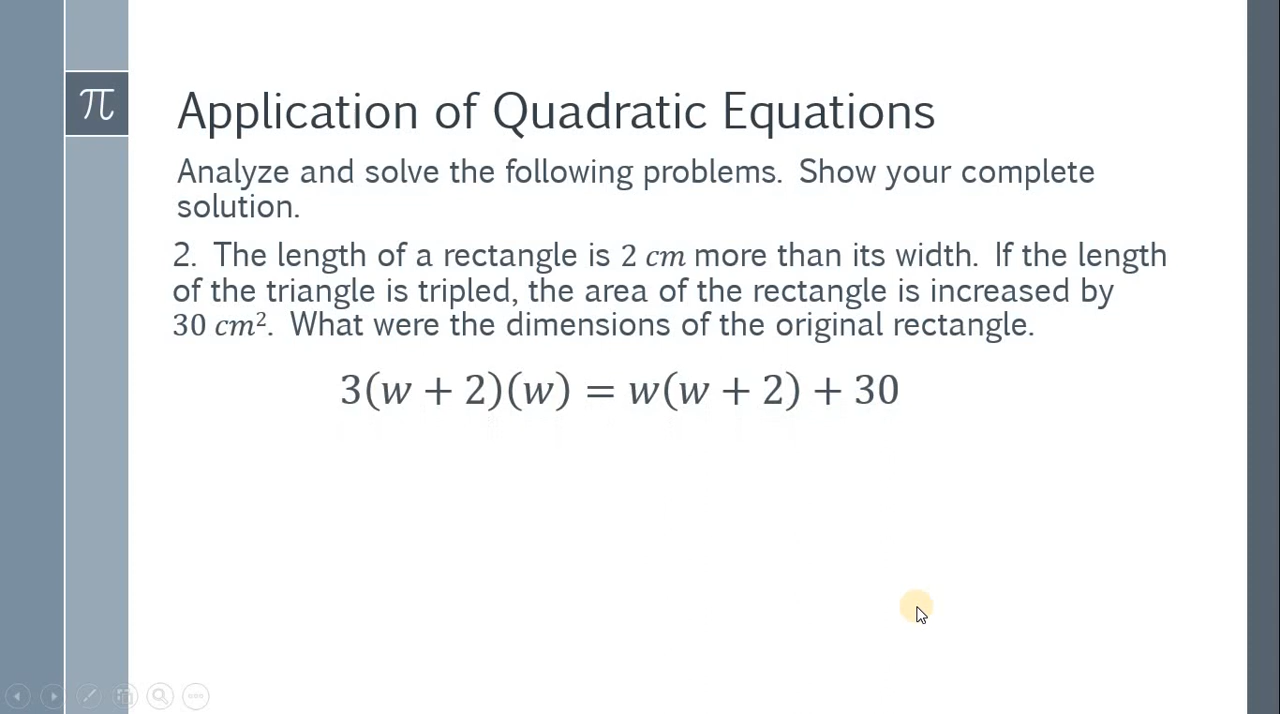 π
Application of Quadratic Equations
Analyze and solve the following problems. Show your complete
solution.
2. The length of a rectangle is 2 cm more than its width. If the length
of the triangle is tripled, the area of the rectangle is increased by
30 cm². What were the dimensions of the original rectangle.
3(w + 2)(w) = w(w + 2) + 30